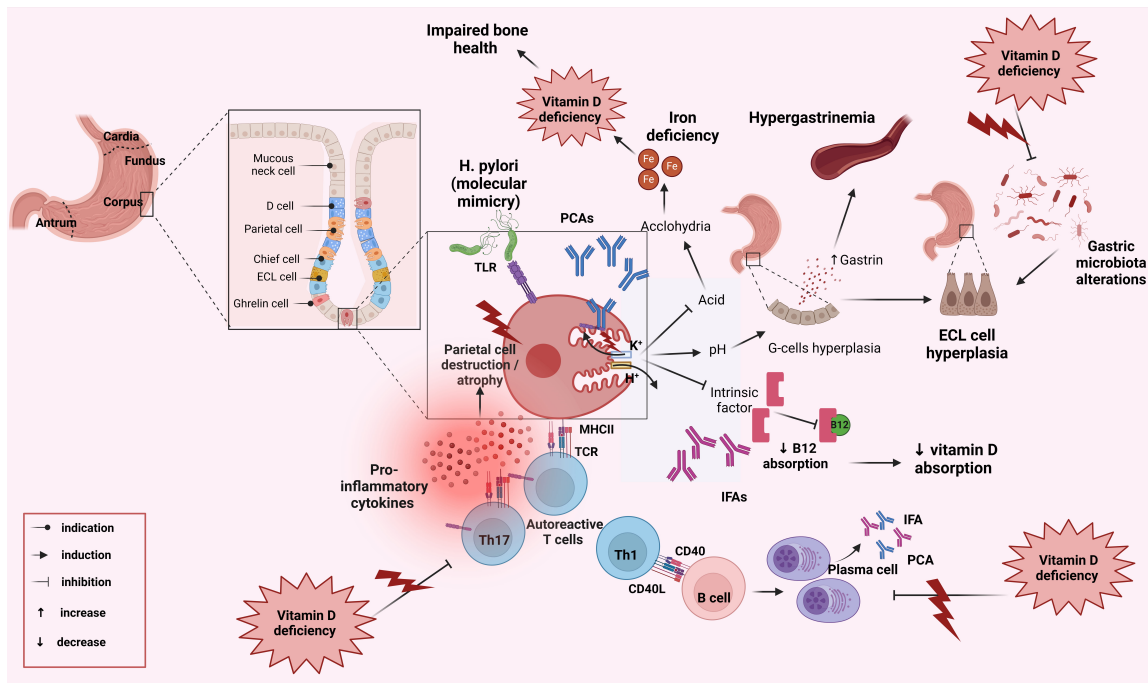 Impaired bone
health
Vitamin D
deficiency
Iron
deficiency
Fe
Fe
Fe
Hypergastrinemia
Vitamin D
deficiency
Cardia
Fundus
Corpus
Antrum
Mucous
neck cell
D cell
Parietal cell
Chief cell
ECL cell
Ghrelin cell
H. pylori
(molecular
mimicry)
TLR
PCAs
Acclohydria
Acid
pH
Intrinsic
factor
K+
H+
Parietal cell
destruction /
atrophy
↑ Gastrin
G-cells hyperplasia
Gastric
microbiota
alterations
ECL cell
hyperplasia
B12
↓ B12
absorption
↓ vitamin D
absorption
IFAs
MHCII
TCR
Pro-
inflammatory
cytokines
Autoreactive
T cells
Th17
Th1
CD40
CD40L
B cell
Plasma cell
IFA
PCA
Vitamin D
deficiency
Vitamin D
deficiency
indication
induction
inhibition
↑ increase
↓ decrease